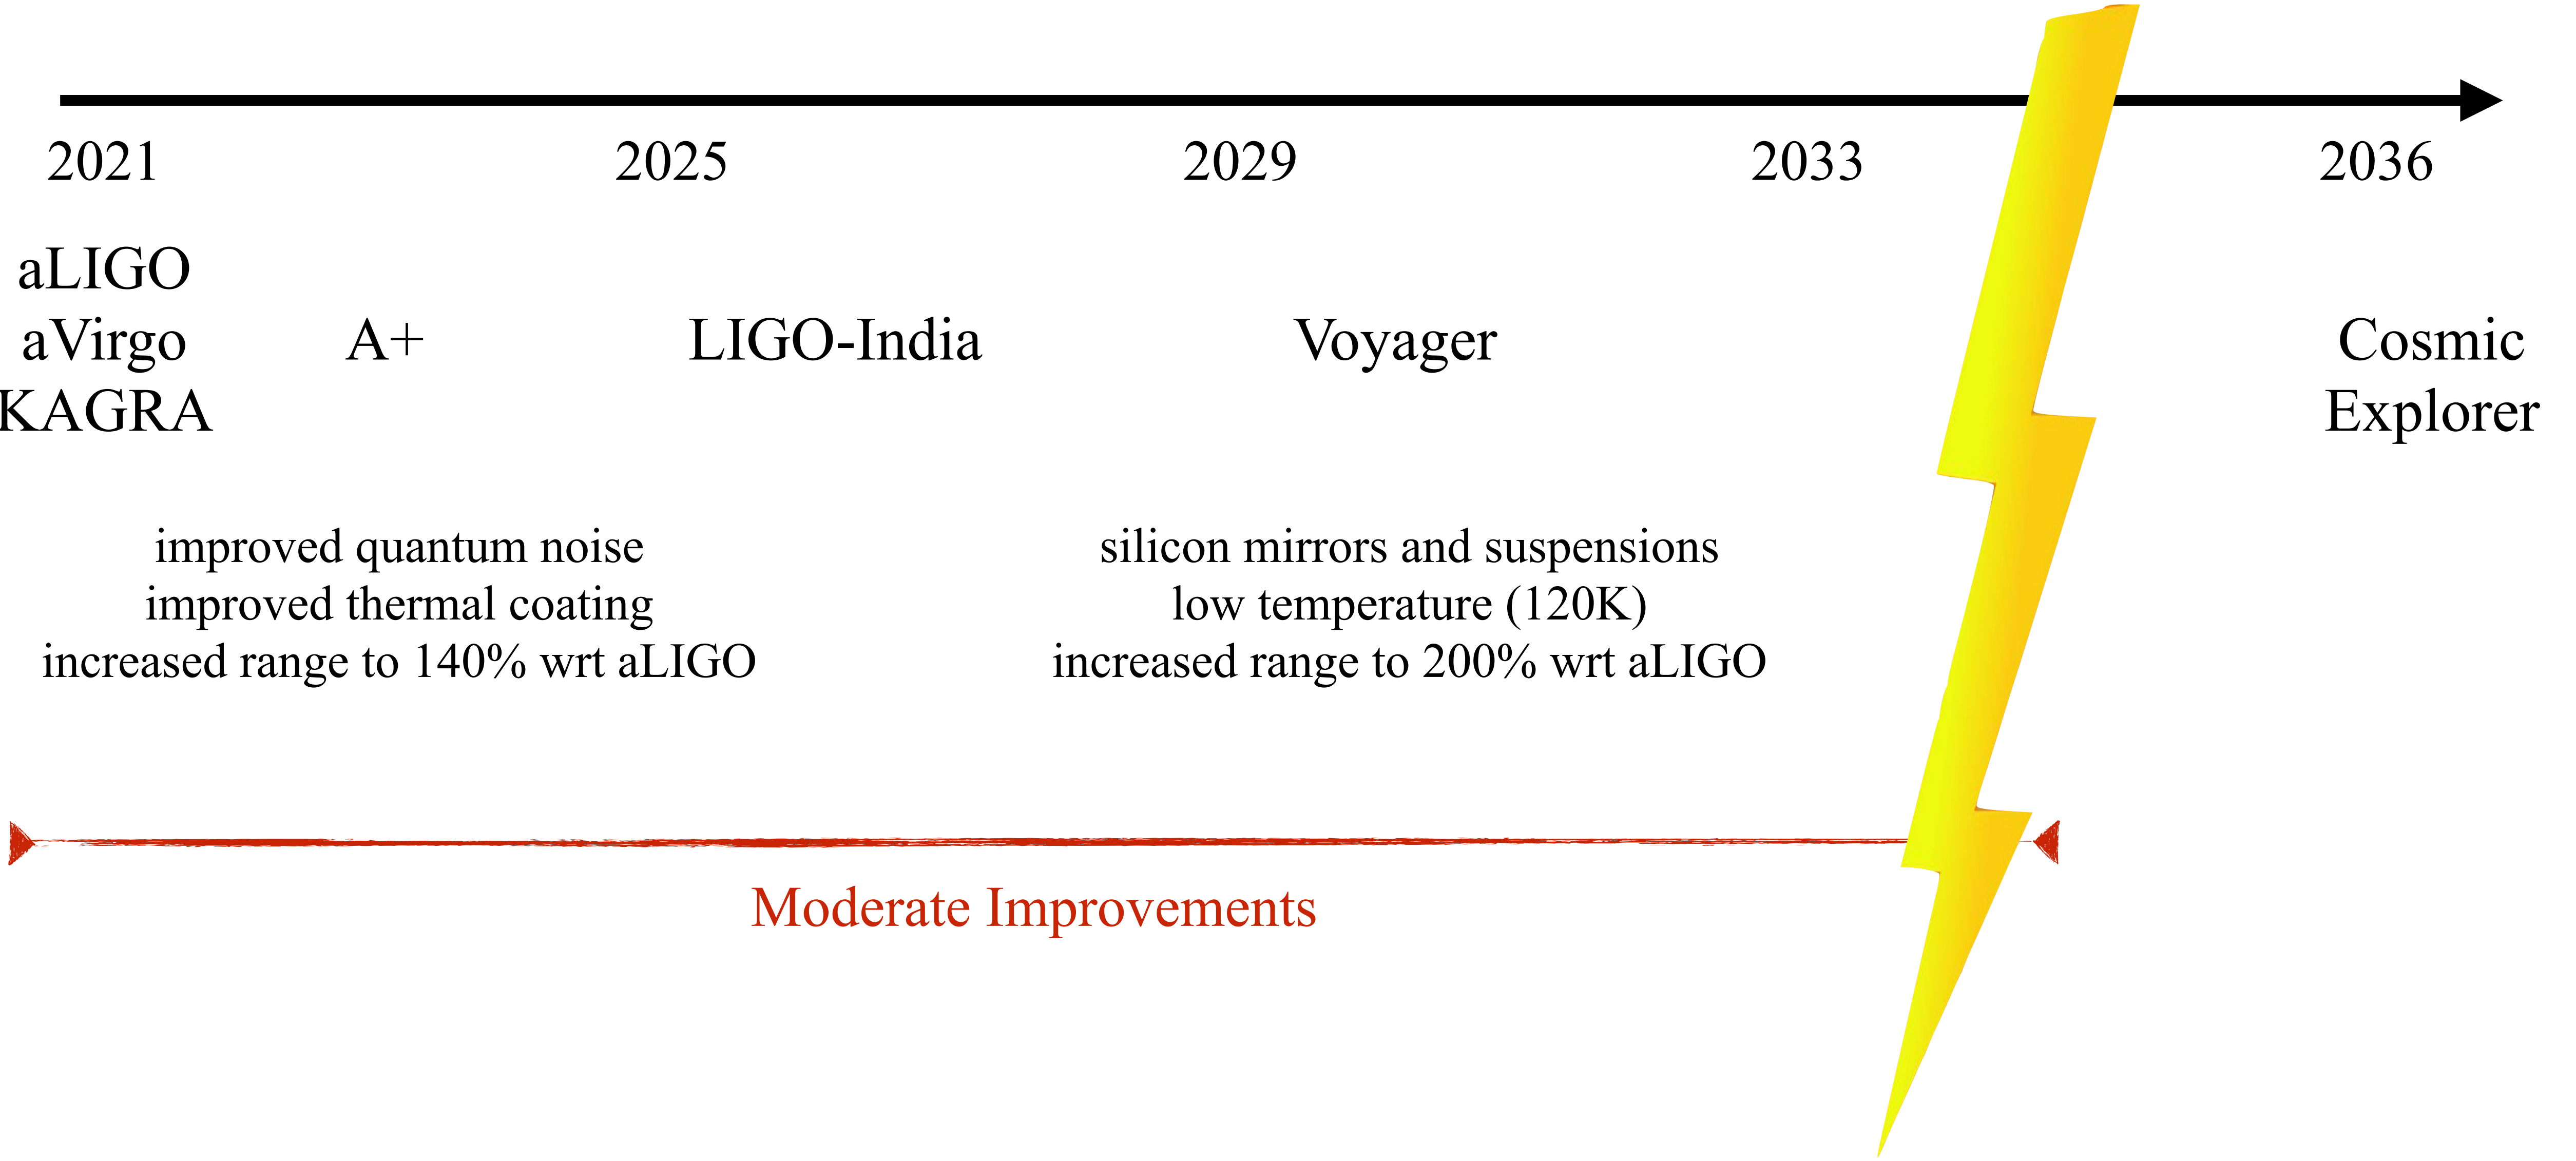 2021 2025 2029 2033 2036
aLIGO
aVirgo A+ LIGO-India Voyager Cosmic
KAGRA Explorer
improved quantum noise
improved thermal coating
increased range to 140% wrt aLIGO
silicon mirrors and suspensions
low temperature (120K)
increased range to 200% wrt aLIGO
Moderate Improvements